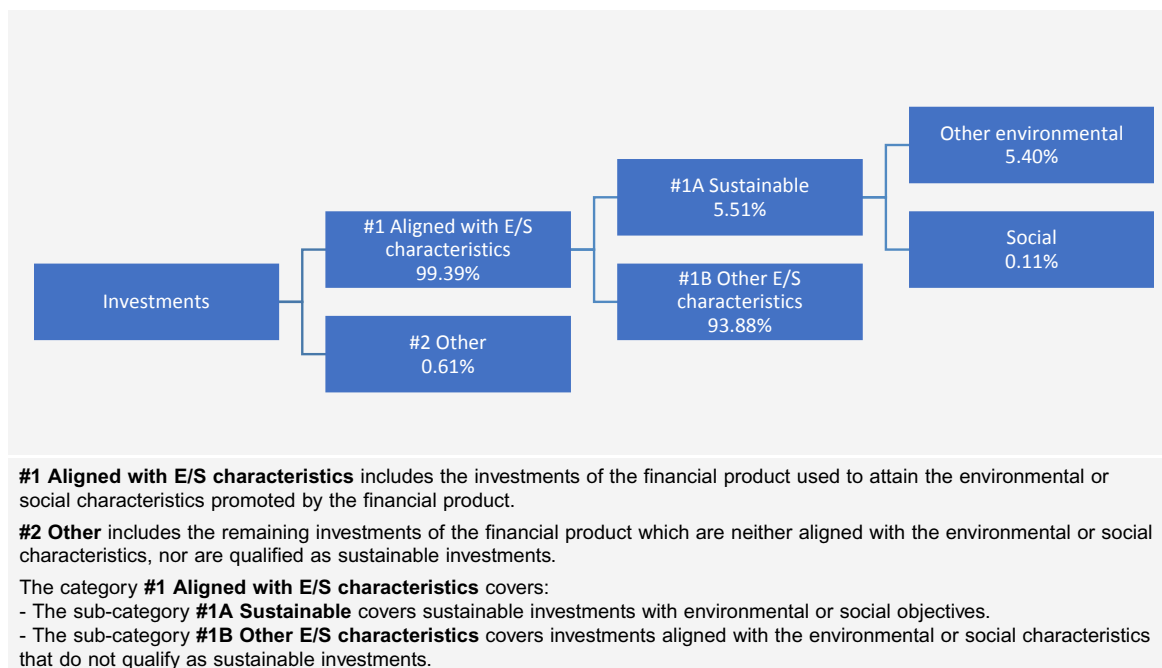 Investments
#1 Aligned with E/S
characteristics
99.39%
#2 Other
0.61%
#1A Sustainable
5.51%
#1B Other E/S
characteristics
93.88%
Other environmental
5.40%
Social
0.11%
#1 Aligned with E/S characteristics includes the investments of the financial product used to attain the environmental or
social characteristics promoted by the financial product.
#2 Other includes the remaining investments of the financial product which are neither aligned with the environmental or social
characteristics, nor are qualified as sustainable investments.
The category #1 Aligned with E/S characteristics covers:
- The sub-category #1A Sustainable covers sustainable investments with environmental or social objectives.
- The sub-category #1B Other E/S characteristics covers investments aligned with the environmental or social characteristics
that do not qualify as sustainable investments.